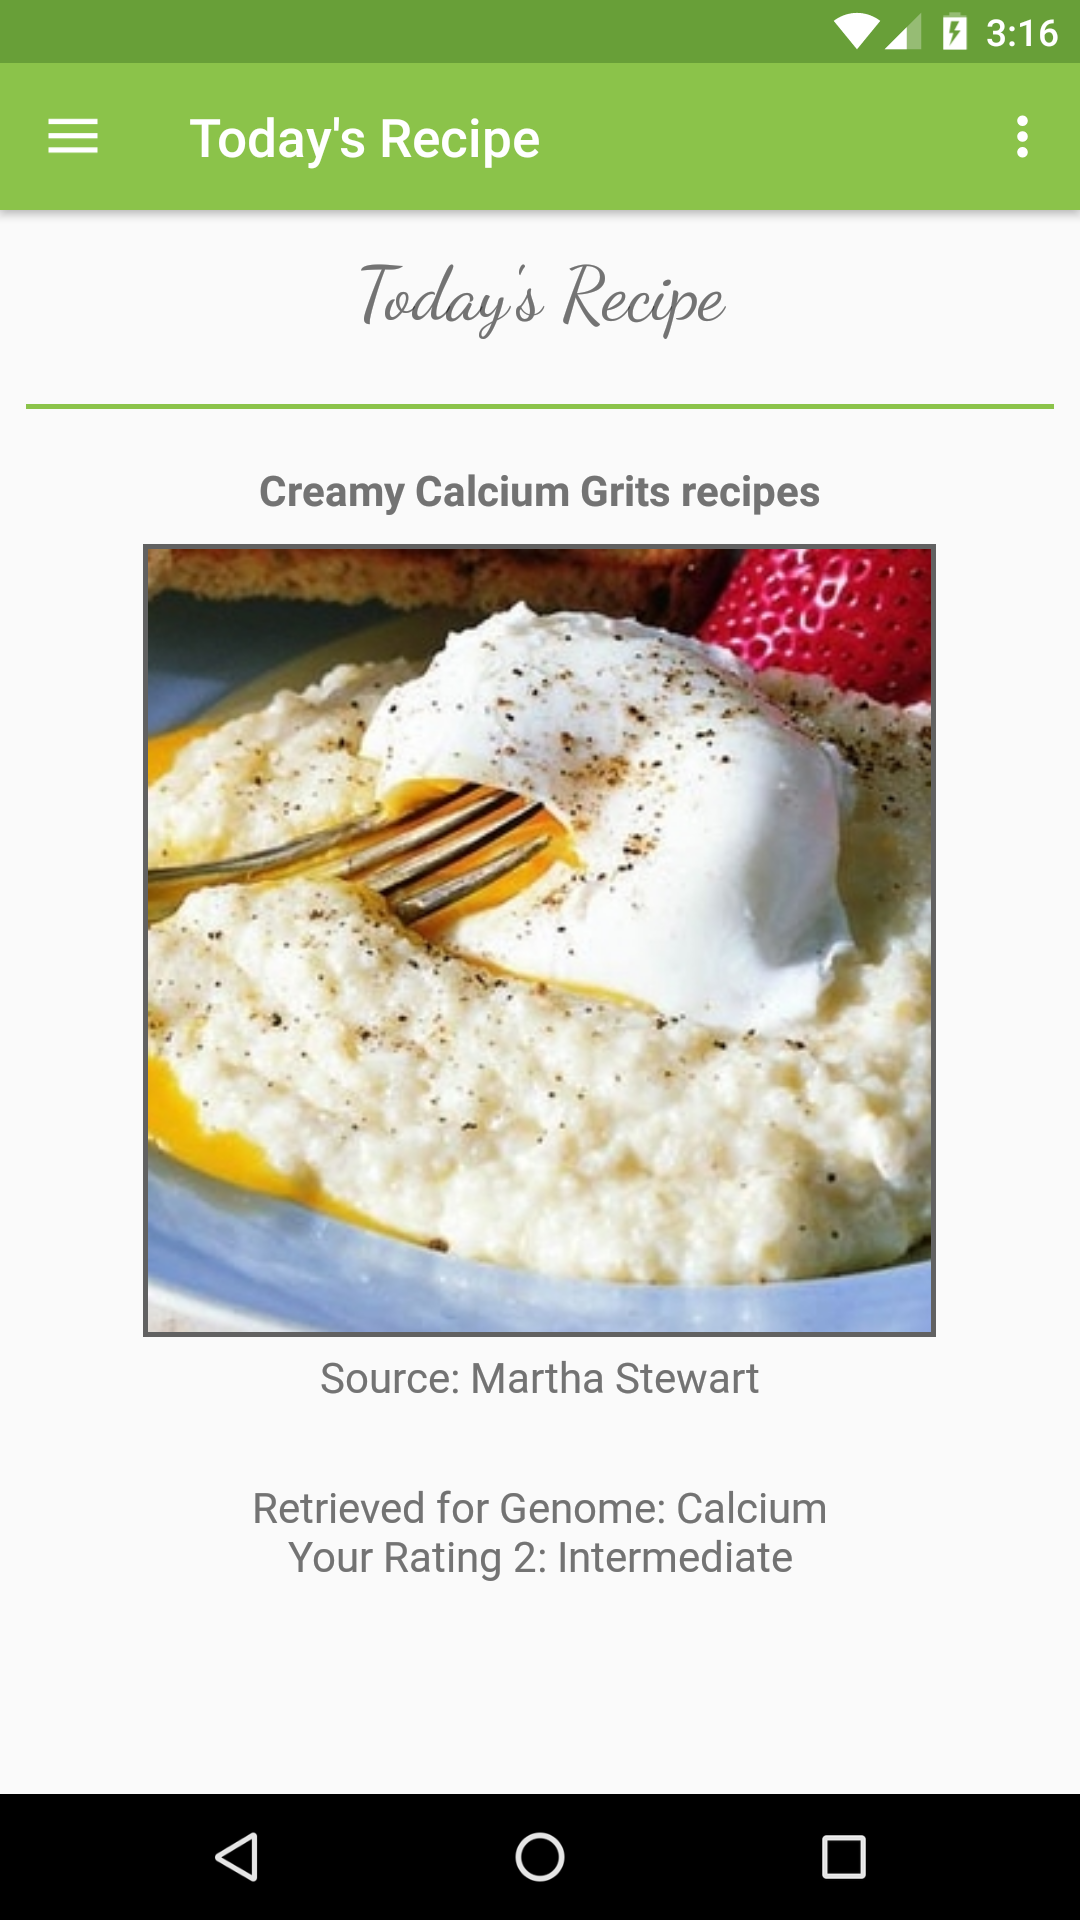 3:16
Today's Recipe
Today's Recipe
Creamy Calcium Grits recipes
Source: Martha Stewart
Retrieved for Genome: Calcium
Your Rating 2: Intermediate